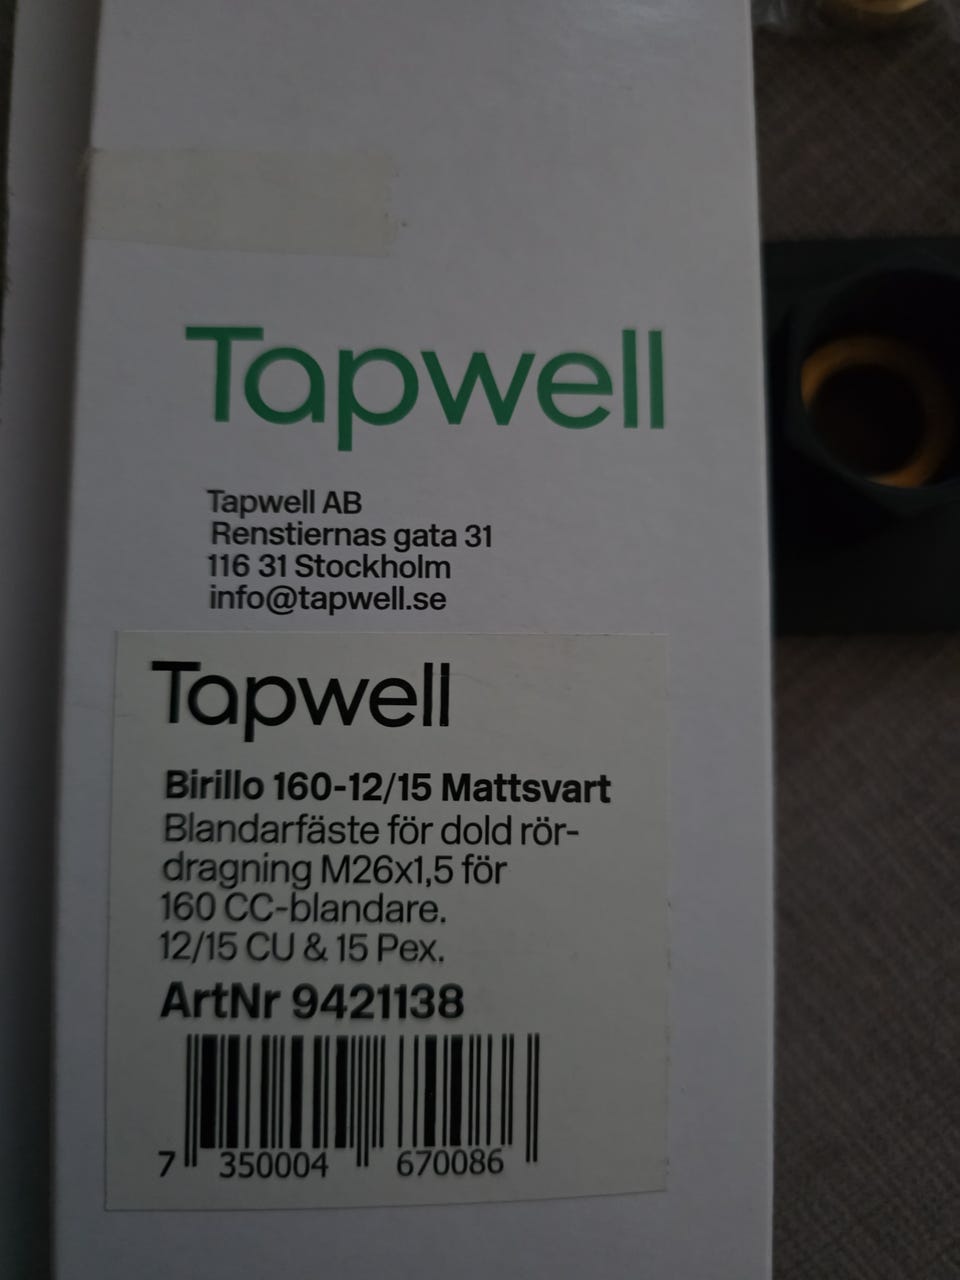 Tapwell
Tapwell AB
Renstiernas gata 31
116 31 Stockholm
info@tapwell.se
Tapwell
Birillo 160-12/15 Mattsvart
Blandarfäste för dold rör-
dragning M26x1,5 för
160 CC-blandare.
12/15 CU & 15 Pex.
ArtNr 9421138
7 350004 670086